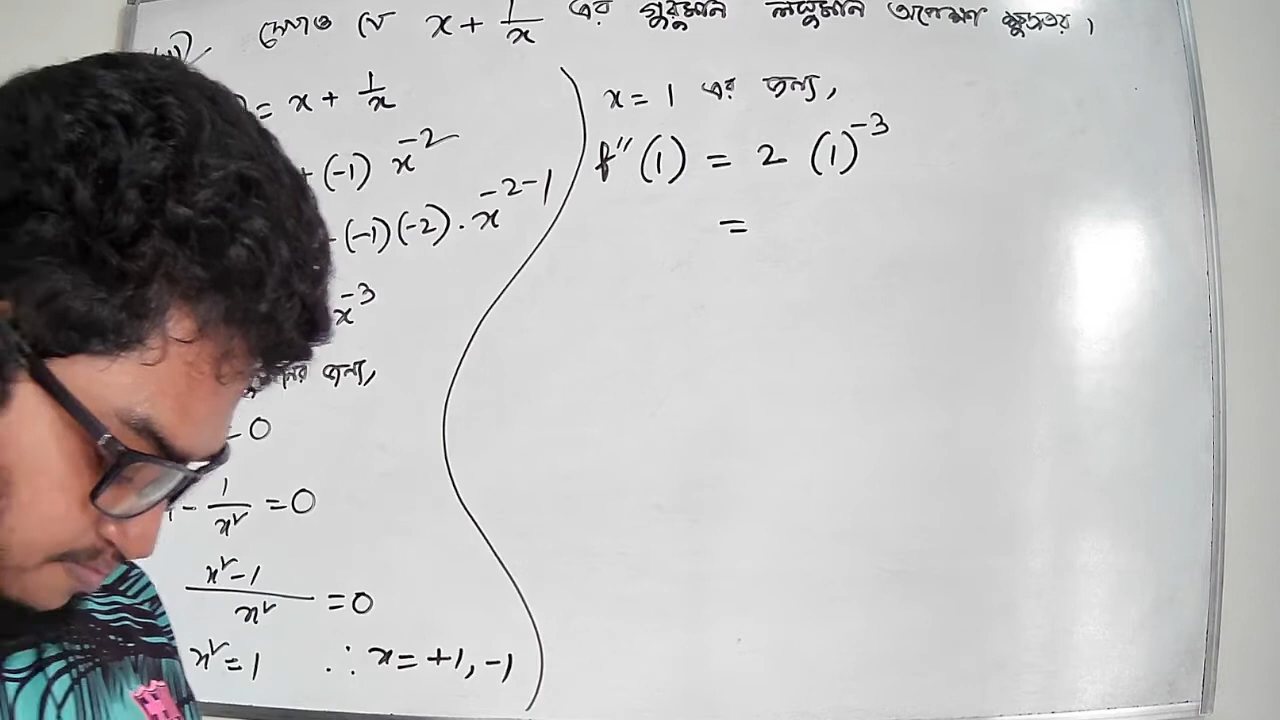 দেখাও যে x + 1/x এর গুরুমান লঘুমান অপেক্ষা ক্ষুদ্রতর।
= x + 1/x
(-1) x^-2
(-1)(-2) · x^-2-1
x^-3
জন্য,
0
- 1/x² = 0
x²-1/x² = 0
x² = 1 ∴ x = +1, -1
x = 1 এর জন্য,
f''(1) = 2 (1)^-3
=